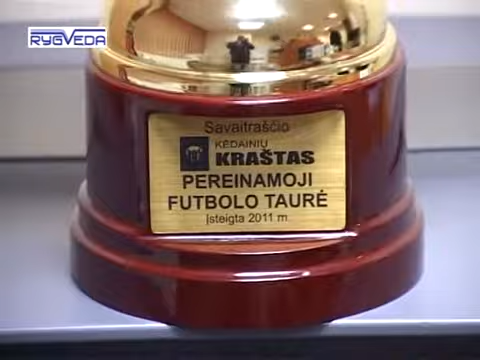 RYGVEDA
Savaitraščio
KĖDAINIŲ
KRAŠTAS
PEREINAMOJI
FUTBOLO TAURĖ
Įsteigta 2011 m.